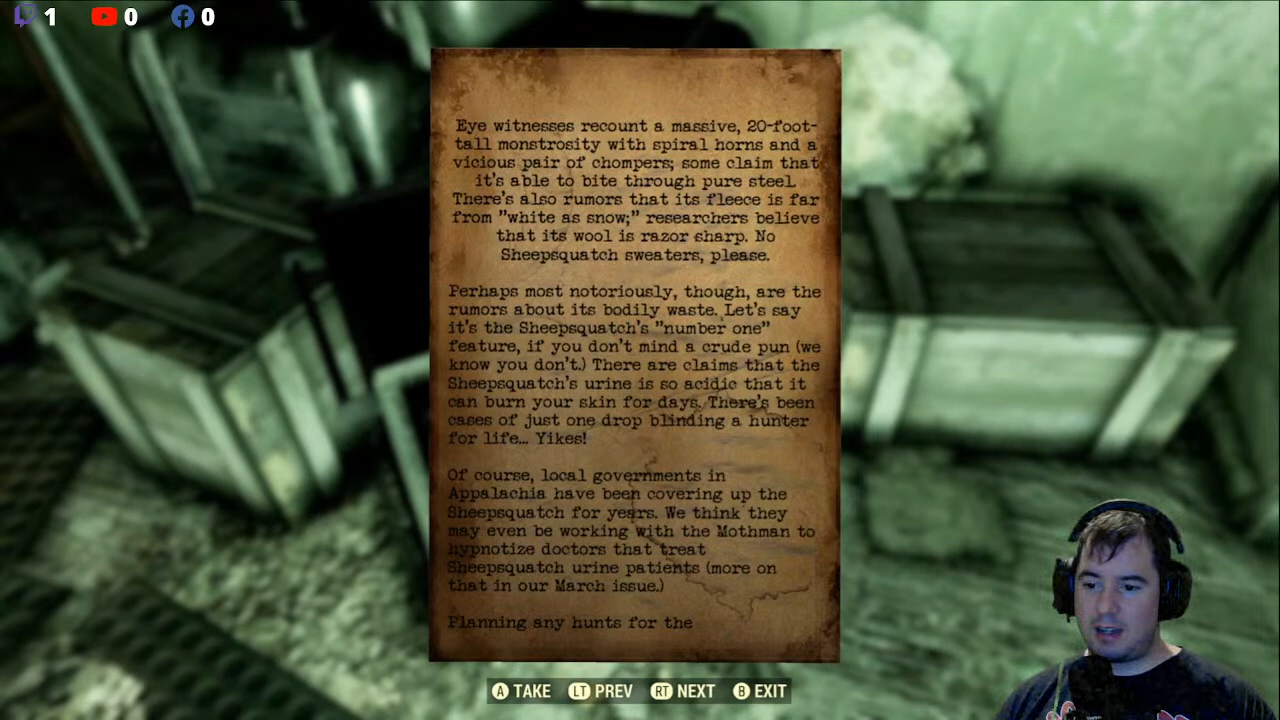 1 0 0
Eye witnesses recount a massive, 20-foot-
tall monstrosity with spiral horns and a
vicious pair of chompers; some claim that
it's able to bite through pure steel.
There's also rumors that its fleece is far
from "white as snow;" researchers believe
that its wool is razor sharp. No
Sheepsquatch sweaters, please.
Perhaps most notoriously, though, are the
rumors about its bodily waste. Let's say
it's the Sheepsquatch's "number one"
feature, if you don't mind a crude pun (we
know you don't.) There are claims that the
Sheepsquatch's urine is so acidic that it
can burn your skin for days. There's been
cases of just one drop blinding a hunter
for life... Yikes!
Of course, local governments in
Appalachia have been covering up the
Sheepsquatch for years. We think they
may even be working with the Mothman to
hypnotize doctors that treat
Sheepsquatch urine patients (more on
that in our March issue.)
Planning any hunts for the
A TAKE LT PREV RT NEXT B EXIT